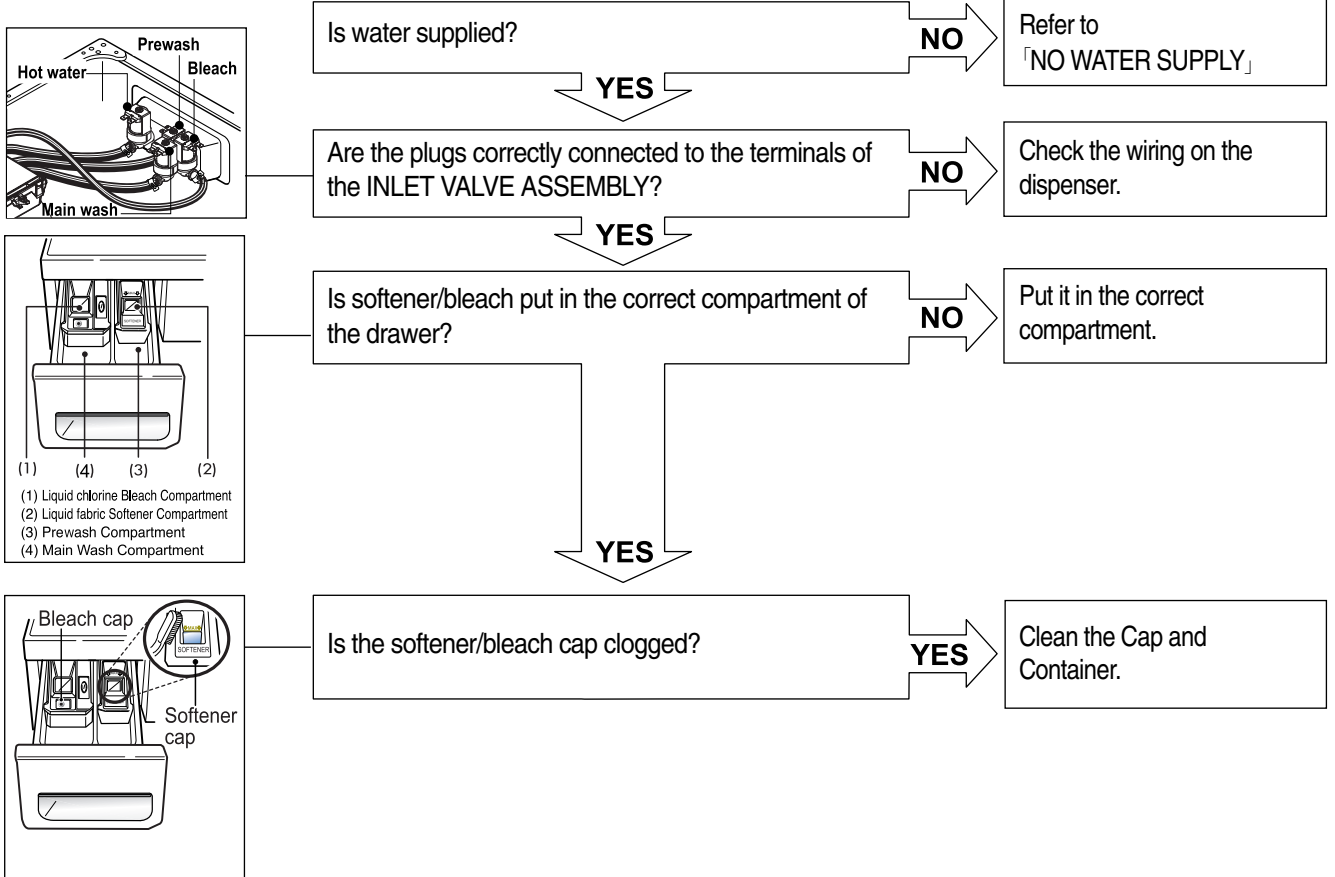 Is water supplied?
NO
Refer to
「NO WATER SUPPLY」
YES
Prewash
Hot water
Bleach
Main wash
Are the plugs correctly connected to the terminals of
the INLET VALVE ASSEMBLY?
NO
Check the wiring on the
dispenser.
YES
SOFTENER
(1) (4) (3) (2)
(1) Liquid chlorine Bleach Compartment
(2) Liquid fabric Softener Compartment
(3) Prewash Compartment
(4) Main Wash Compartment
Is softener/bleach put in the correct compartment of
the drawer?
NO
Put it in the correct
compartment.
YES
Bleach cap
MAX
SOFTENER
Softener
cap
Is the softener/bleach cap clogged?
YES
Clean the Cap and
Container.